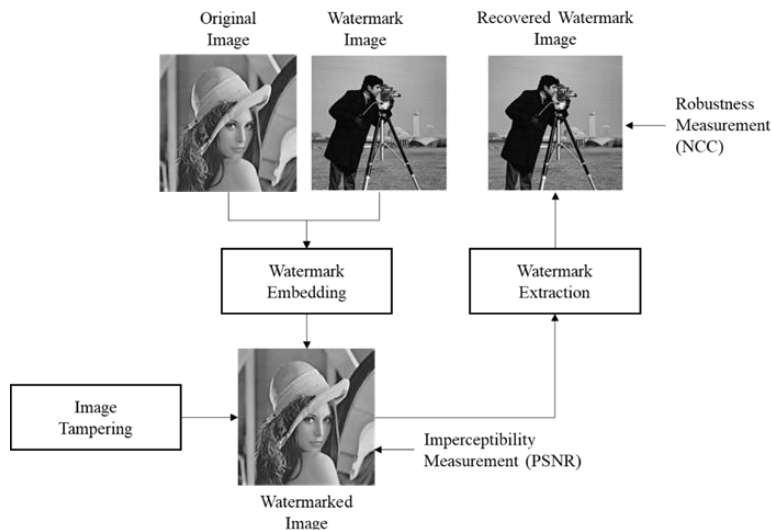 Original
Image
Watermark
Image
Recovered Watermark
Image
Robustness
Measurement
(NCC)
Watermark
Embedding
Watermark
Extraction
Image
Tampering
Imperceptibility
Measurement (PSNR)
Watermarked
Image